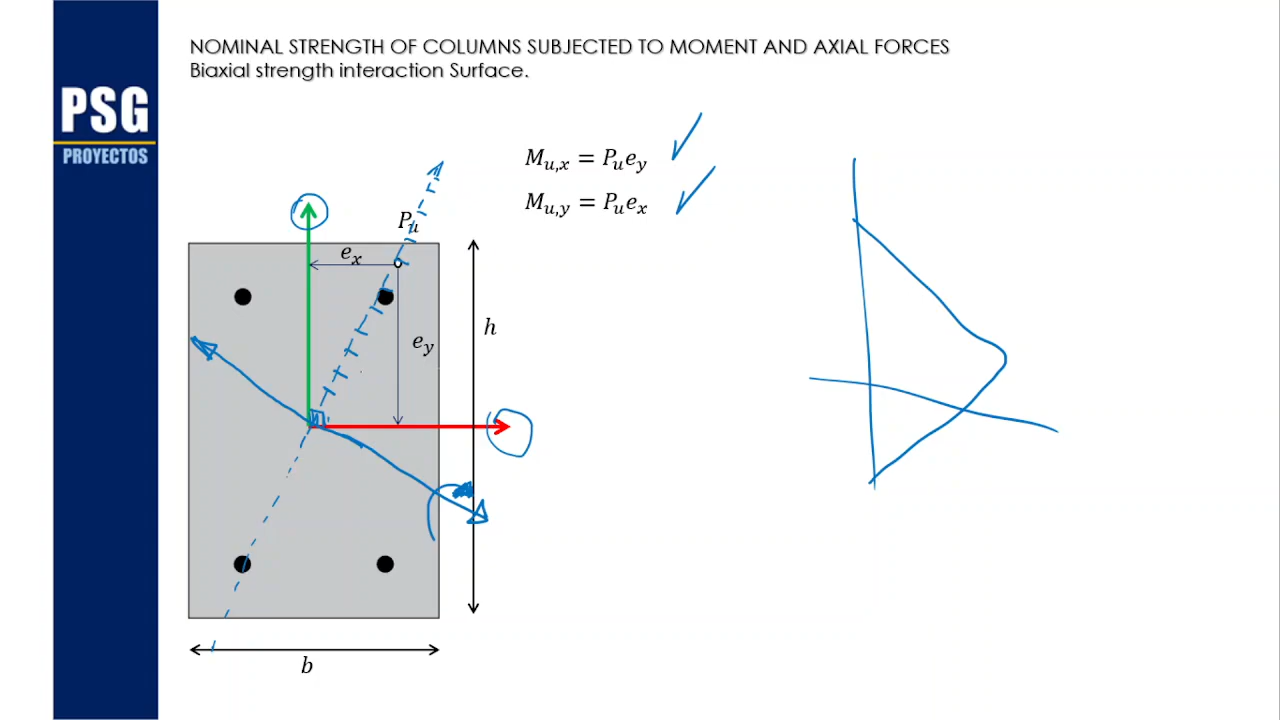 NOMINAL STRENGTH OF COLUMNS SUBJECTED TO MOMENT AND AXIAL FORCES
Biaxial strength interaction Surface.
PSG
PROYECTOS
M_{u,x} = P_u e_y
M_{u,y} = P_u e_x
P_u
e_x
e_y
h
b